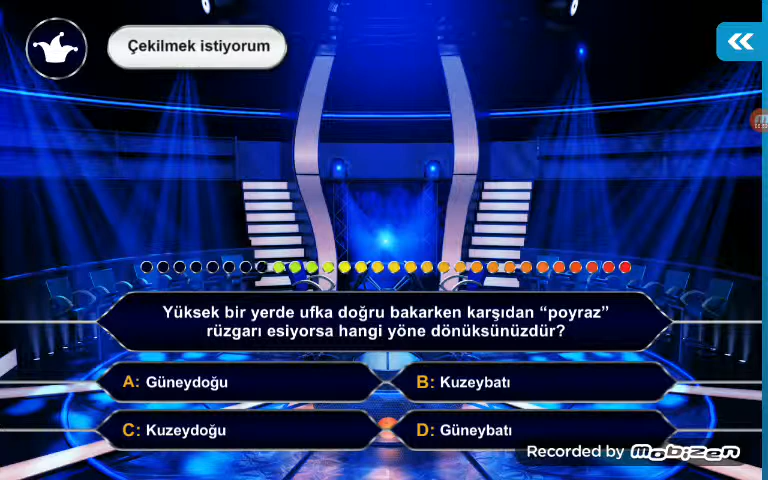 Çekilmek istiyorum
Yüksek bir yerde ufka doğru bakarken karşıdan “poyraz”
rüzgarı esiyorsa hangi yöne dönüksünüzdür?
A: Güneydoğu
B: Kuzeybatı
C: Kuzeydoğu
D: Güneybatı
Recorded by mobizen